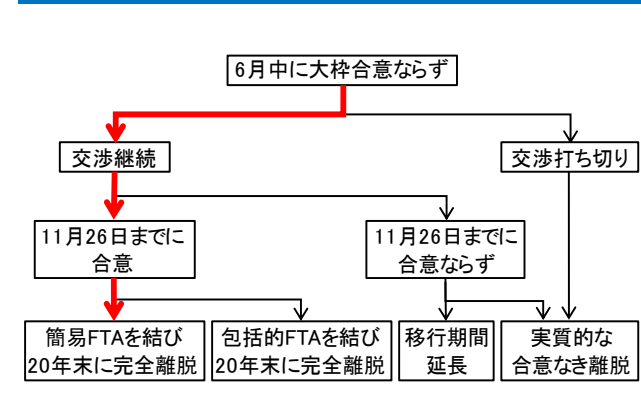 6月中に大枠合意ならず
交渉継続
交渉打ち切り
11月26日までに
合意
11月26日までに
合意ならず
簡易FTAを結び
20年末に完全離脱
包括的FTAを結び
20年末に完全離脱
移行期間
延長
実質的な
合意なき離脱